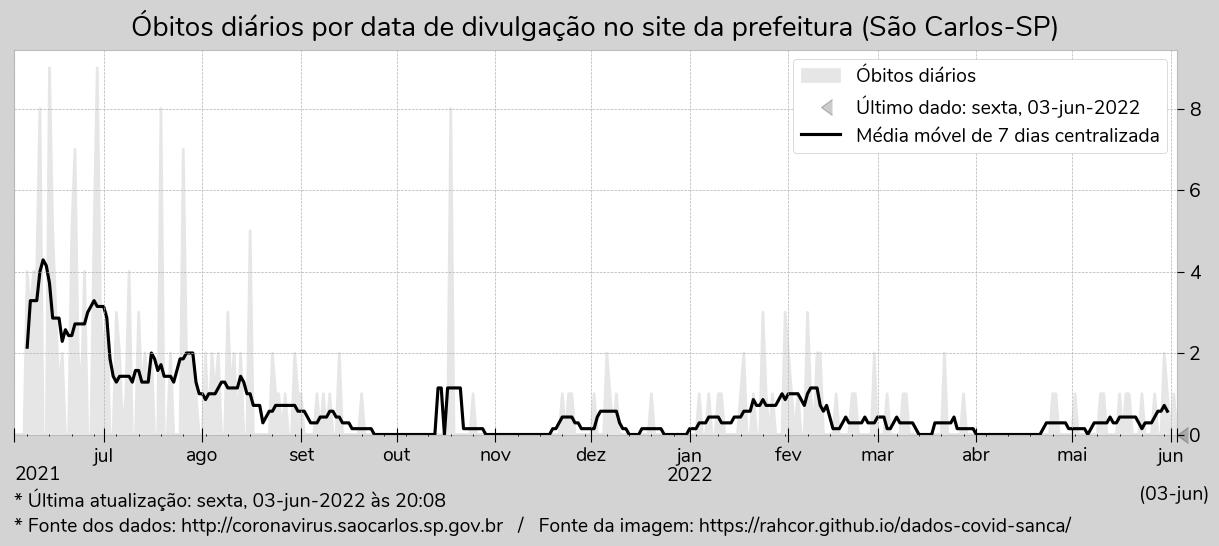 Óbitos diários por data de divulgação no site da prefeitura (São Carlos-SP)
Óbitos diários
Último dado: sexta, 03-jun-2022
Média móvel de 7 dias centralizada
8
6
4
2
0
jul ago set out nov dez jan fev mar abr mai jun
2021 2022
(03-jun)
* Última atualização: sexta, 03-jun-2022 às 20:08
* Fonte dos dados: http://coronavirus.saocarlos.sp.gov.br / Fonte da imagem: https://rahcor.github.io/dados-covid-sanca/